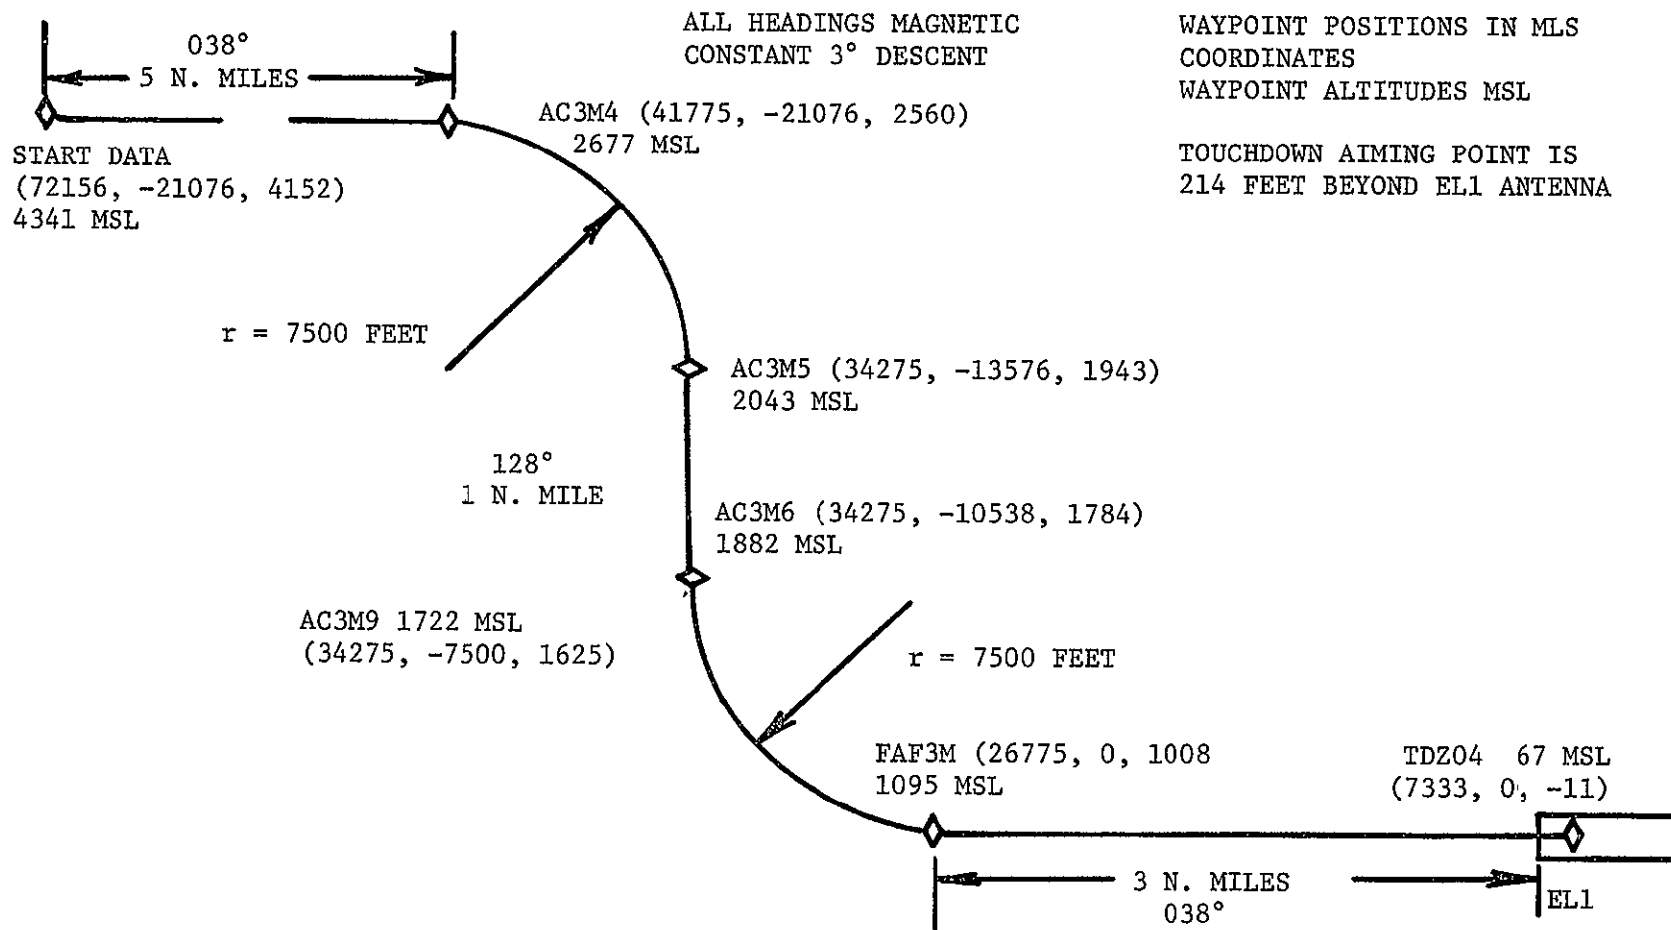 ALL HEADINGS MAGNETIC
CONSTANT 3° DESCENT
WAYPOINT POSITIONS IN MLS
COORDINATES
WAYPOINT ALTITUDES MSL
TOUCHDOWN AIMING POINT IS
214 FEET BEYOND EL1 ANTENNA
038°
5 N. MILES
START DATA
(72156, -21076, 4152)
4341 MSL
AC3M4 (41775, -21076, 2560)
2677 MSL
r = 7500 FEET
AC3M5 (34275, -13576, 1943)
2043 MSL
128°
1 N. MILE
AC3M6 (34275, -10538, 1784)
1882 MSL
AC3M9 1722 MSL
(34275, -7500, 1625)
r = 7500 FEET
FAF3M (26775, 0, 1008
1095 MSL
TDZ04 67 MSL
(7333, 0, -11)
3 N. MILES
038°
EL1